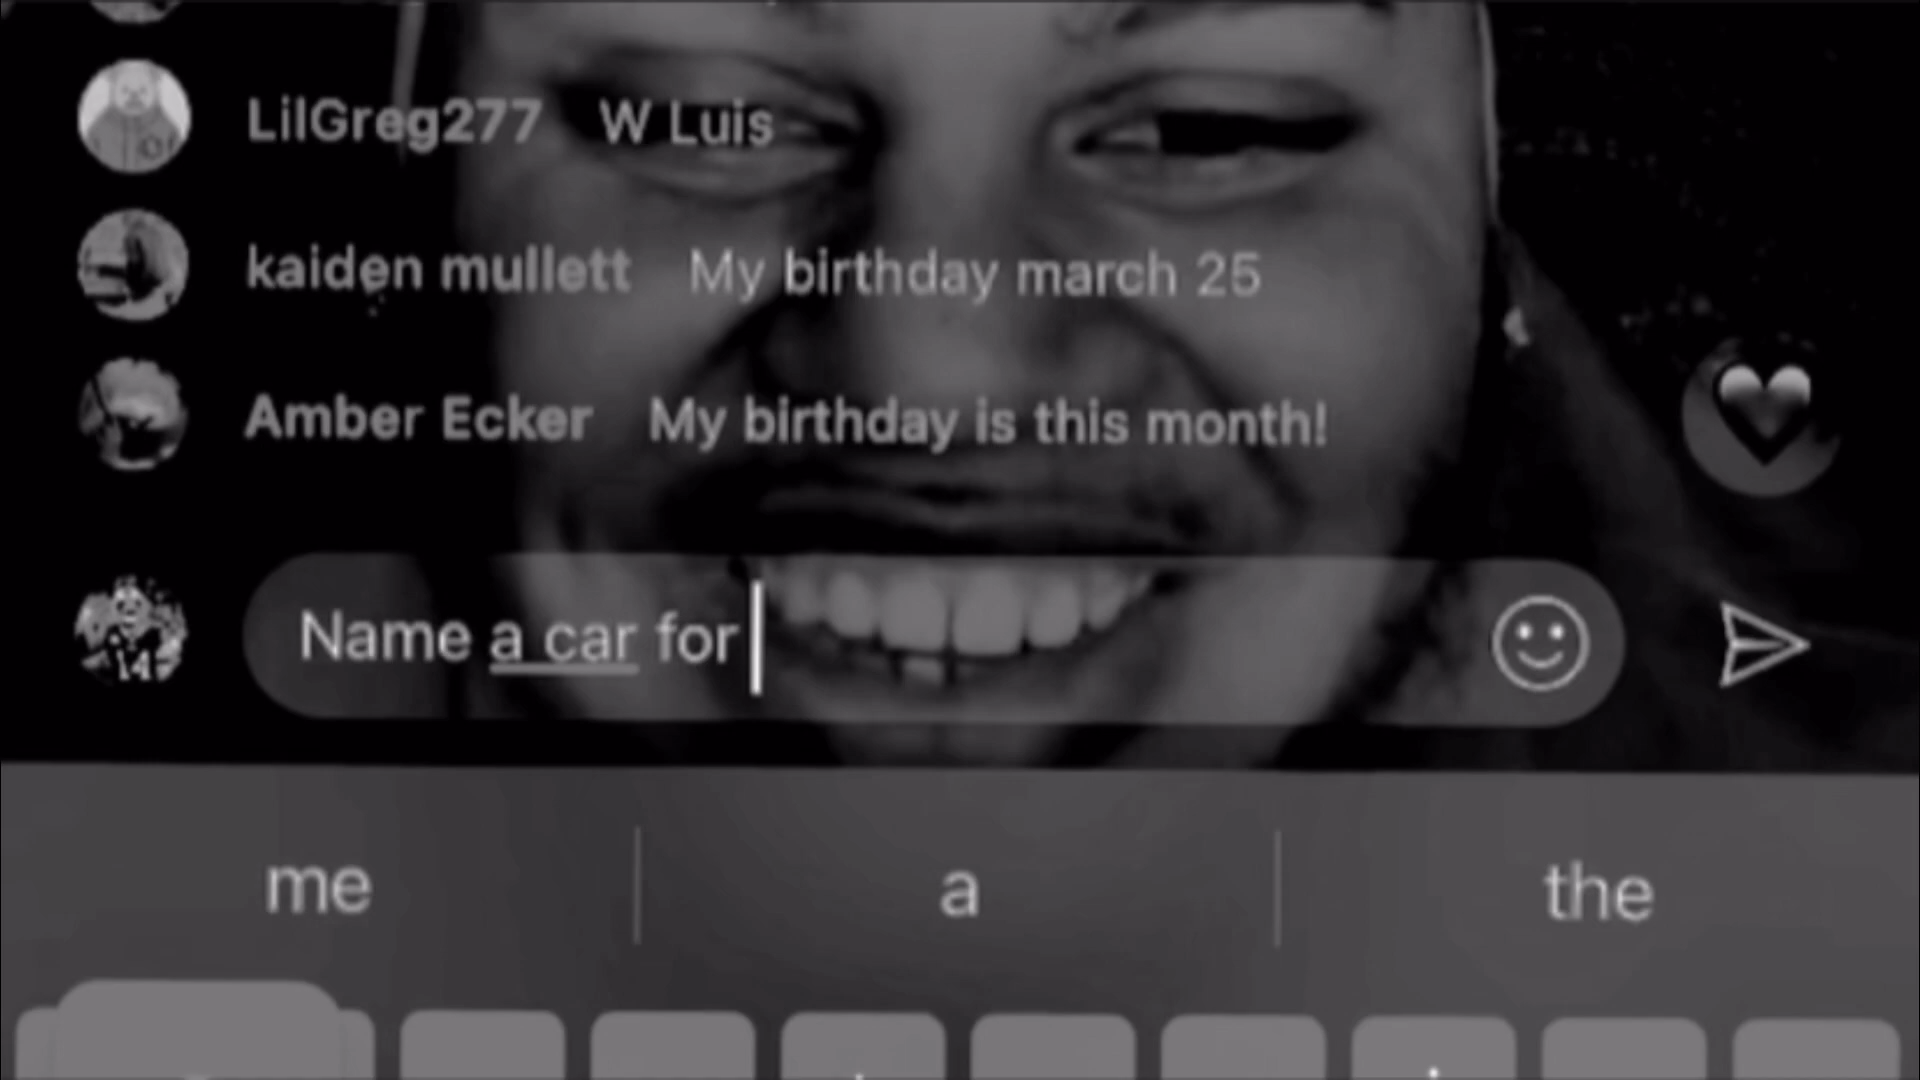 LilGreg277 W Luis
kaiden mullett My birthday march 25
Amber Ecker My birthday is this month!
Name a car for
me a the
14